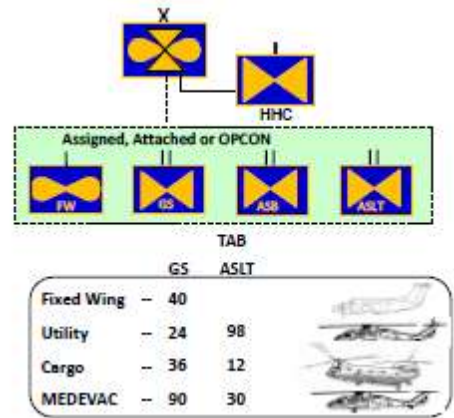 X
I
HHC
Assigned, Attached or OPCON
I II II II
FW GS ASB ASLT
TAB
GS ASLT
Fixed Wing -- 40
Utility -- 24 98
Cargo -- 36 12
MEDEVAC -- 90 30